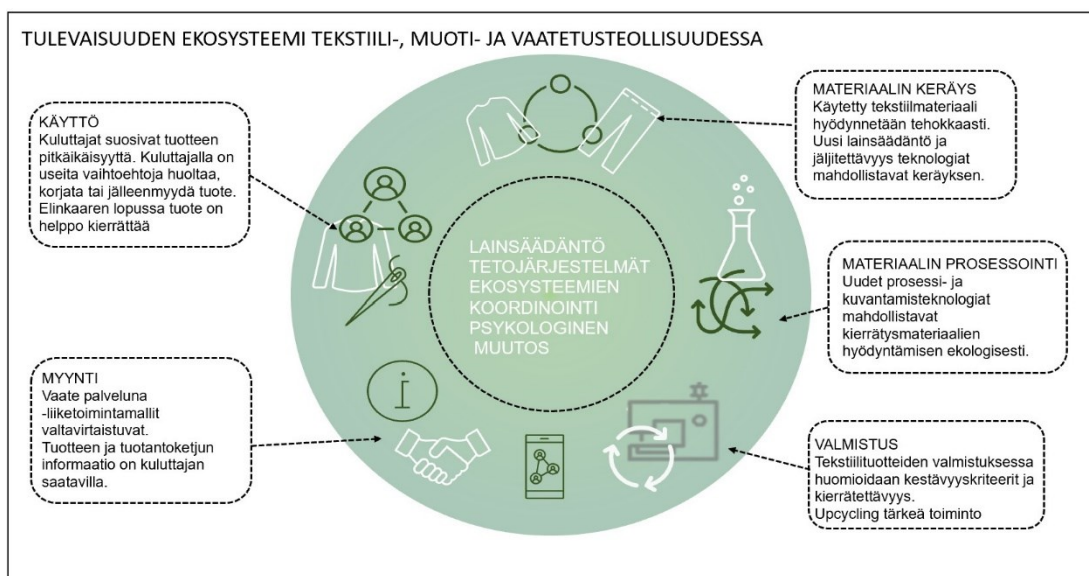 TULEVAISUUDEN EKOSYSTEEMI TEKSTIILI-, MUOTI- JA VAATETUSTEOLLISUUDESSA
KÄYTTÖ
Kuluttajat suosivat tuotteen
pitkäikäisyyttä. Kuluttajalla on
useita vaihtoehtoja huoltaa,
korjata tai jälleenmydä tuote.
Elinkaaren lopussa tuote on
helppo kierrättää
MATERIAALIN KERÄYS
Käytetty tekstiilmateriaali
hyödynnetään tehokkaasti.
Uusi lainsäädäntö ja
jäljitettävyys teknologiat
mahdollistavat keräyksen.
LAINSÄÄDÄNTÖ
TETOJÄRJESTELMÄT
EKOSYSTEEMIEN
KOORDINOINTI
PSYKOLOGINEN
MUUTOS
MATERIAALIN PROSESSOINTI
Uudet prosessi- ja
kuvantamisteknologiat
mahdollistavat
kierrätysmateriaalien
hyödyntämisen ekologisesti.
MYYNTI
Vaate palveluna
-liiketoimintamallit
valtavirtaistuvat.
Tuotteen ja tuotantoketjun
informaatio on kuluttajan
saatavilla.
i
VALMISTUS
Tekstiilituotteiden valmistuksessa
huomioidaan kestävyyskriteerit ja
kierrätettävyys.
Upcycling tärkeä toiminto